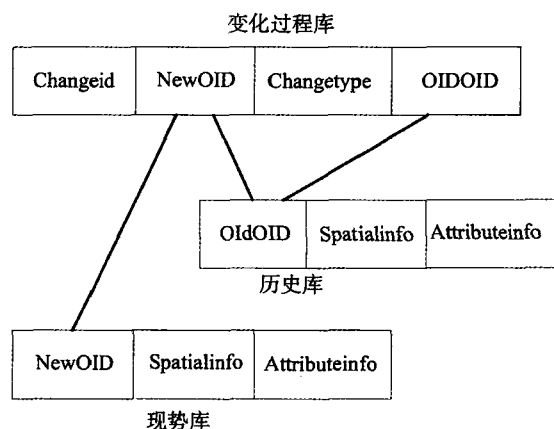 变化过程库
Changeid NewOID Changetype OIDOID
OIdOID Spatialinfo Attributeinfo
历史库
NewOID Spatialinfo Attributeinfo
现势库